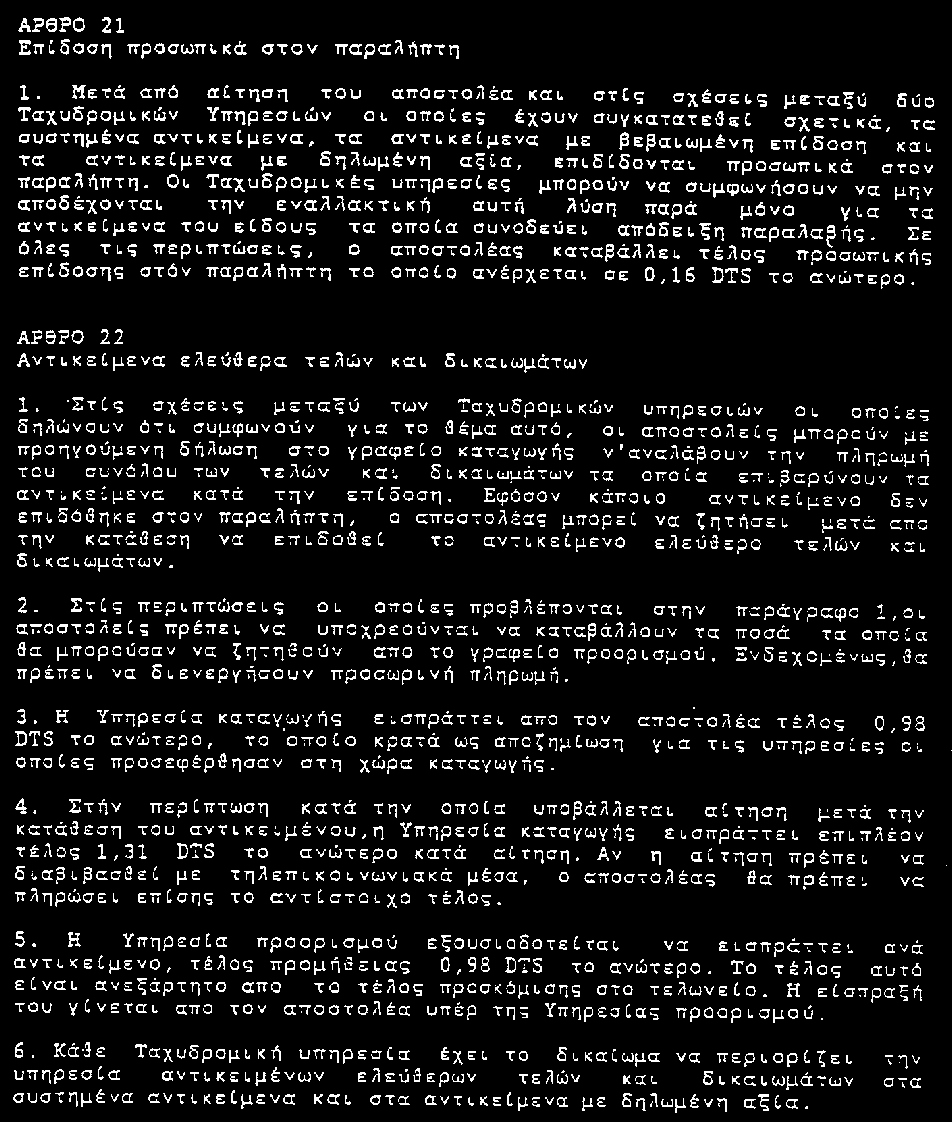 ΑΡΘΡΟ 21
Επίδοση προσωπικά στον παραλήπτη
1. Μετά από αίτηση του αποστολέα και στίς σχέσεις μεταξύ δύο
Ταχυδρομικών Υπηρεσιών οι οποίες έχουν συγκατατεθεί σχετικά, τα
συστημένα αντικείμενα, τα αντικείμενα με βεβαιωμένη επίδοση και
τα αντικείμενα με δηλωμένη αξία, επιδίδονται προσωπικά στον
παραλήπτη. Οι Ταχυδρομικές υπηρεσίες μπορούν να συμφωνήσουν να μην
αποδέχονται την εναλλακτική αυτή λύση παρά μόνο για τα
αντικείμενα του είδους τα οποία συνοδεύει απόδειξη παραλαβής. Σε
όλες τις περιπτώσεις, ο αποστολέας καταβάλλει τέλος προσωπικής
επίδοσης στόν παραλήπτη το οποίο ανέρχεται σε 0,16 DTS το ανώτερο.
ΑΡΘΡΟ 22
Αντικείμενα ελεύθερα τελών και δικαιωμάτων
1. Στίς σχέσεις μεταξύ των Ταχυδρομικών υπηρεσιών οι οποίες
δηλώνουν ότι συμφωνούν για το θέμα αυτό, οι αποστολείς μπορούν με
προηγούμενη δήλωση στο γραφείο καταγωγής ν'αναλάβουν την πληρωμή
του συνόλου των τελών και δικαιωμάτων τα οποία επιβαρύνουν τα
αντικείμενα κατά την επίδοση. Εφόσον κάποιο αντικείμενο δεν
επιδόθηκε στον παραλήπτη, ο αποστολέας μπορεί να ζητήσει μετά απο
την κατάθεση να επιδοθεί το αντικείμενο ελεύθερο τελών και
δικαιωμάτων.
2. Στίς περιπτώσεις οι οποίες προβλέπονται στην παράγραφο 1,οι
αποστολείς πρέπει να υποχρεούνται να καταβάλλουν τα ποσά τα οποία
θα μπορούσαν να ζητηθούν απο το γραφείο προορισμού. Ενδεχομένως,θα
πρέπει να διενεργήσουν προσωρινή πληρωμή.
3. Η Υπηρεσία καταγωγής εισπράττει απο τον αποστολέα τέλος 0,98
DTS το ανώτερο, το οποίο κρατά ως αποζημίωση για τις υπηρεσίες οι
οποίες προσεφέρθησαν στη χώρα καταγωγής.
4. Στήν περίπτωση κατά την οποία υποβάλλεται αίτηση μετά την
κατάθεση του αντικειμένου,η Υπηρεσία καταγωγής εισπράττει επιπλέον
τέλος 1,31 DTS το ανώτερο κατά αίτηση. Αν η αίτηση πρέπει να
διαβιβασθεί με τηλεπικοινωνιακά μέσα, ο αποστολέας θα πρέπει να
πληρώσει επίσης το αντίστοιχο τέλος.
5. Η Υπηρεσία προορισμού εξουσιοδοτείται να εισπράττει ανά
αντικείμενο, τέλος προμήθειας 0,98 DTS το ανώτερο. Το τέλος αυτό
είναι ανεξάρτητο απο το τέλος προσκόμισης στο τελωνείο. Η είσπραξή
του γίνεται απο τον αποστολέα υπέρ της Υπηρεσίας προορισμού.
6. Κάθε Ταχυδρομική υπηρεσία έχει το δικαίωμα να περιορίζει την
υπηρεσία αντικειμένων ελεύθερων τελών και δικαιωμάτων στα
συστημένα αντικείμενα και στα αντικείμενα με δηλωμένη αξία.